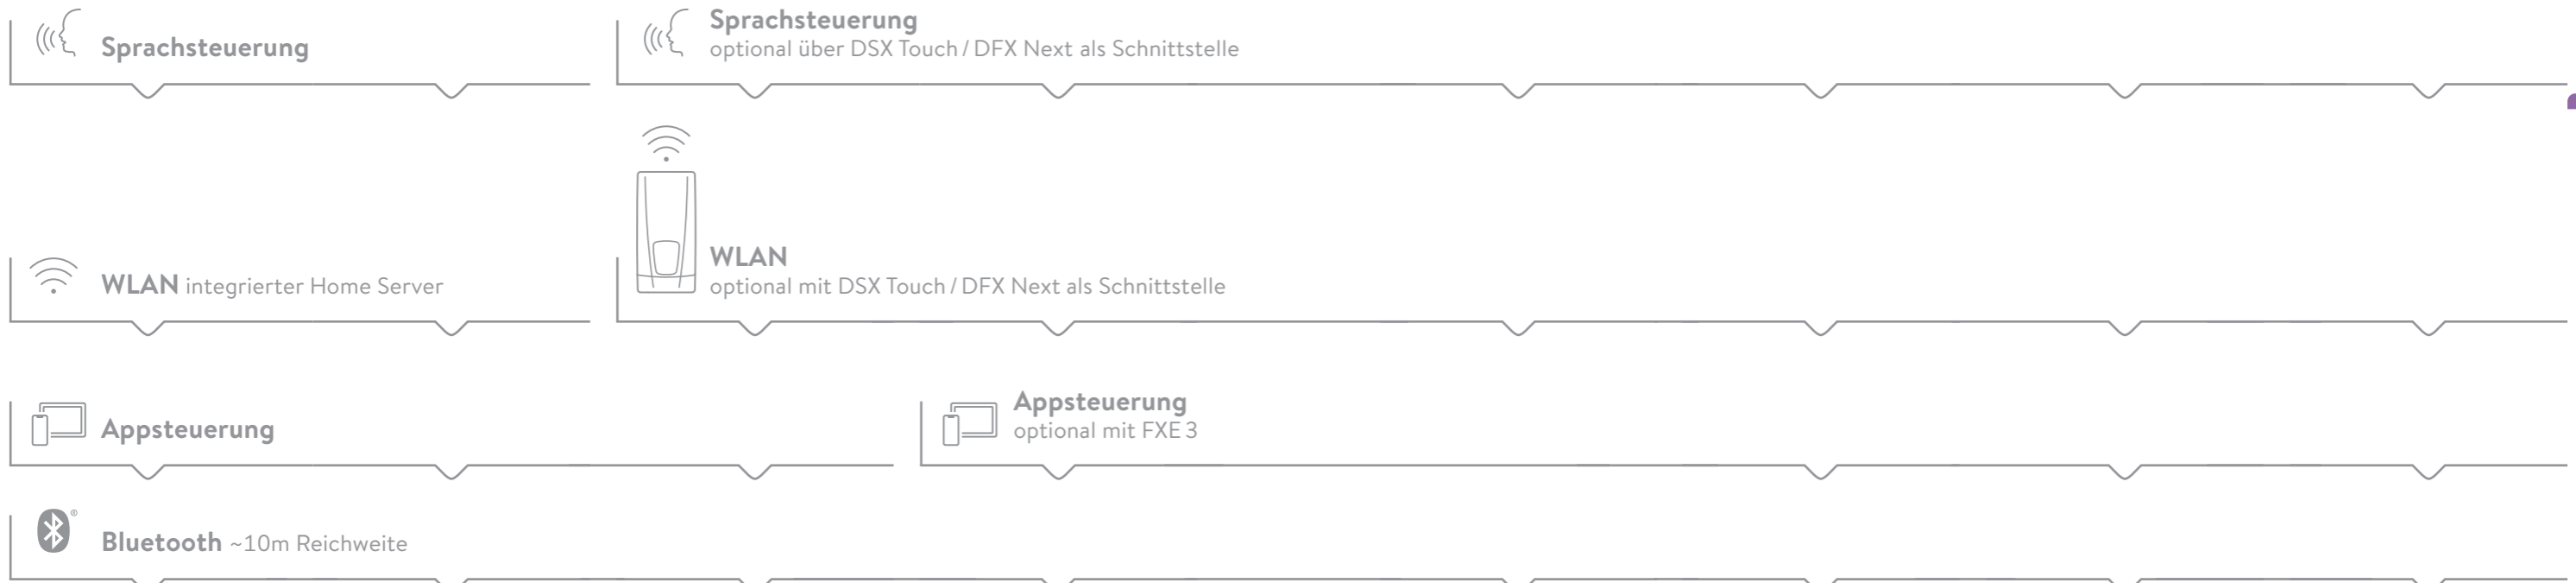 Sprachsteuerung
Sprachsteuerung
optional über DSX Touch / DFX Next als Schnittstelle
WLAN integrierter Home Server
WLAN
optional mit DSX Touch / DFX Next als Schnittstelle
Appsteuerung
Appsteuerung
optional mit FXE 3
Bluetooth ~10m Reichweite
®